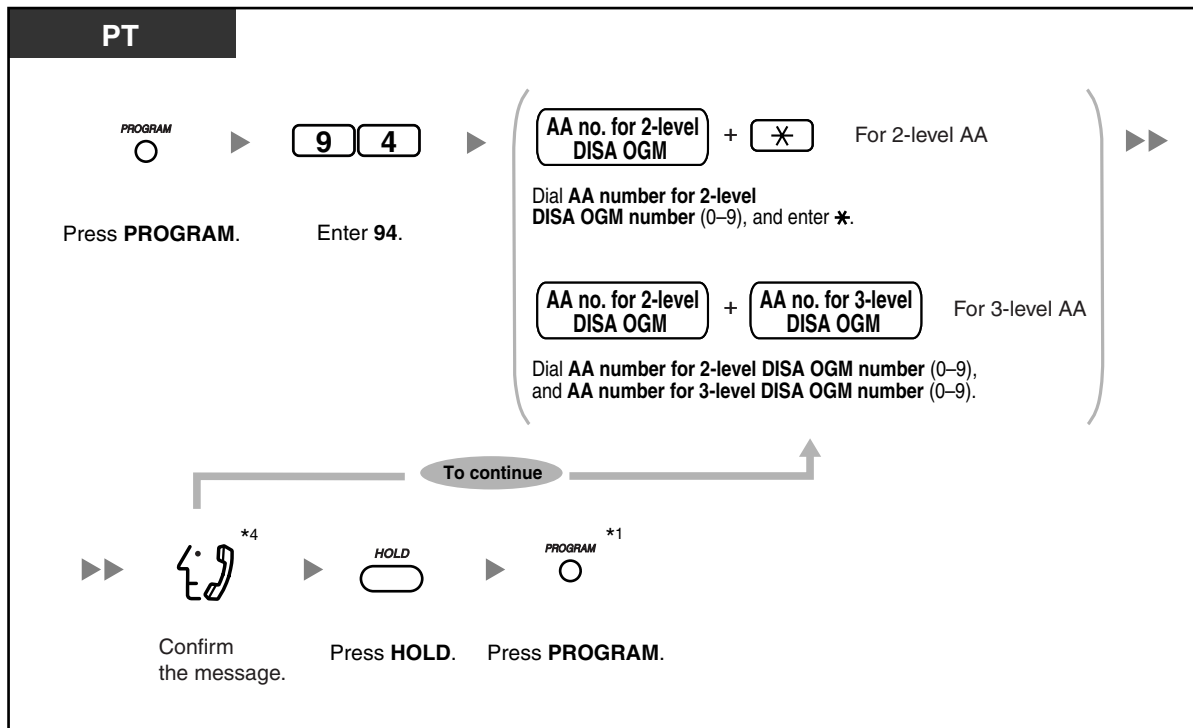 PT
PROGRAM
Press PROGRAM.
9 4
Enter 94.
AA no. for 2-level
DISA OGM
+
*
For 2-level AA
Dial AA number for 2-level
DISA OGM number (0–9), and enter *.
AA no. for 2-level
DISA OGM
+
AA no. for 3-level
DISA OGM
For 3-level AA
Dial AA number for 2-level DISA OGM number (0–9),
and AA number for 3-level DISA OGM number (0–9).
To continue
*4
Confirm
the message.
HOLD
Press HOLD.
PROGRAM
*1
Press PROGRAM.